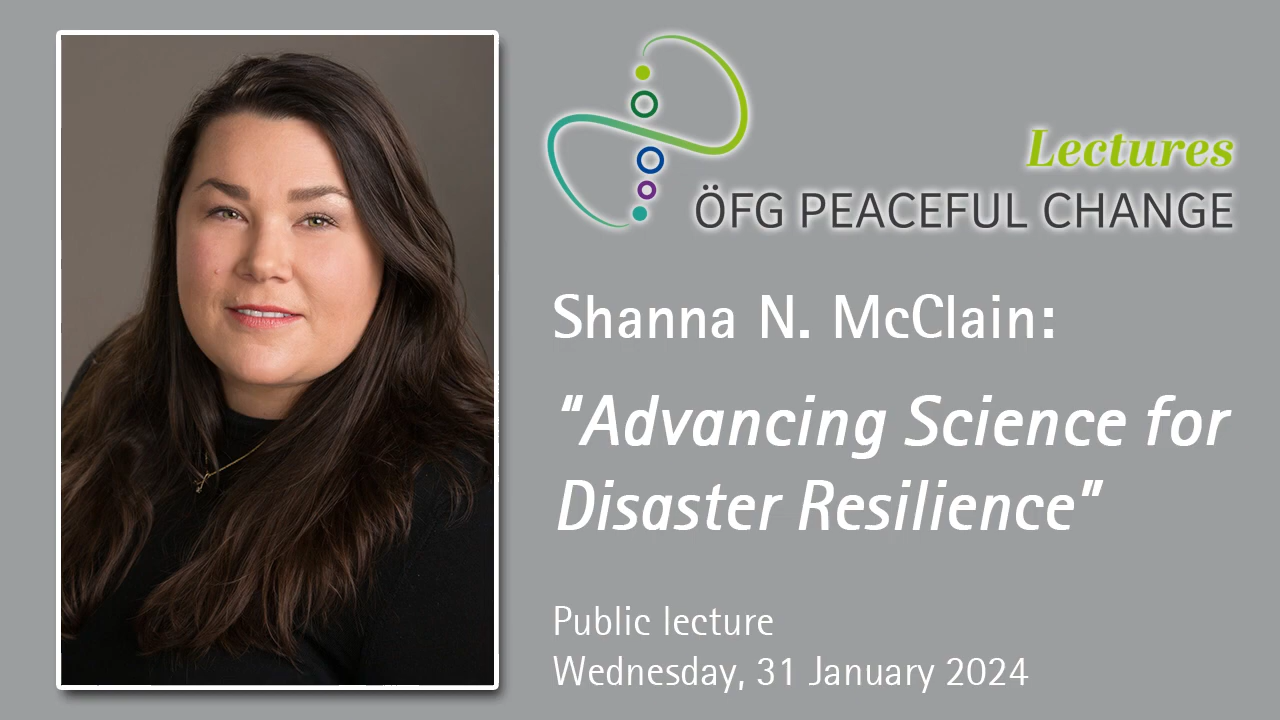 Lectures
ÖFG PEACEFUL CHANGE
Shanna N. McClain:
“Advancing Science for
Disaster Resilience”
Public lecture
Wednesday, 31 January 2024